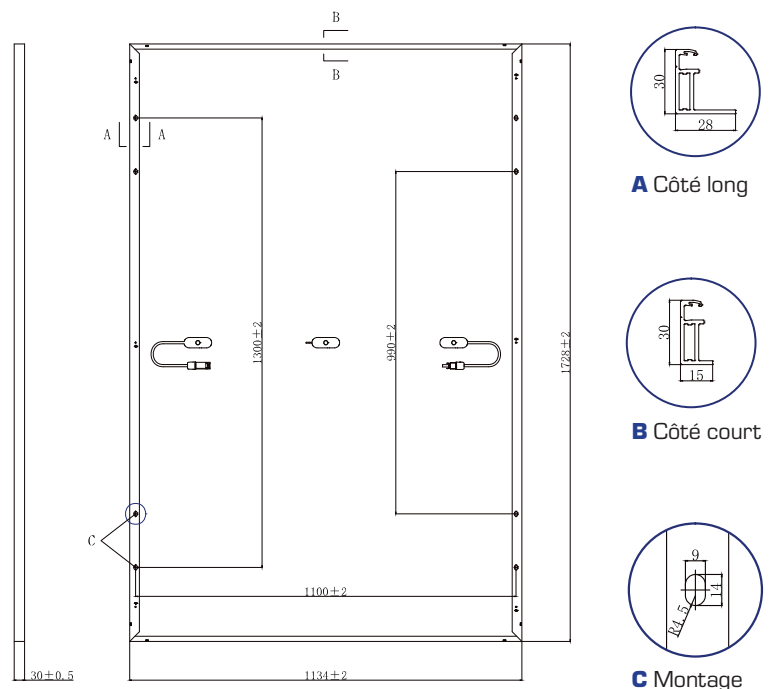 B
B
A
A
C
1300±2
990±2
1728±2
1100±2
30±0.5
1134±2
30
28
A Côté long
30
15
B Côté court
9
14
R4.5
C Montage